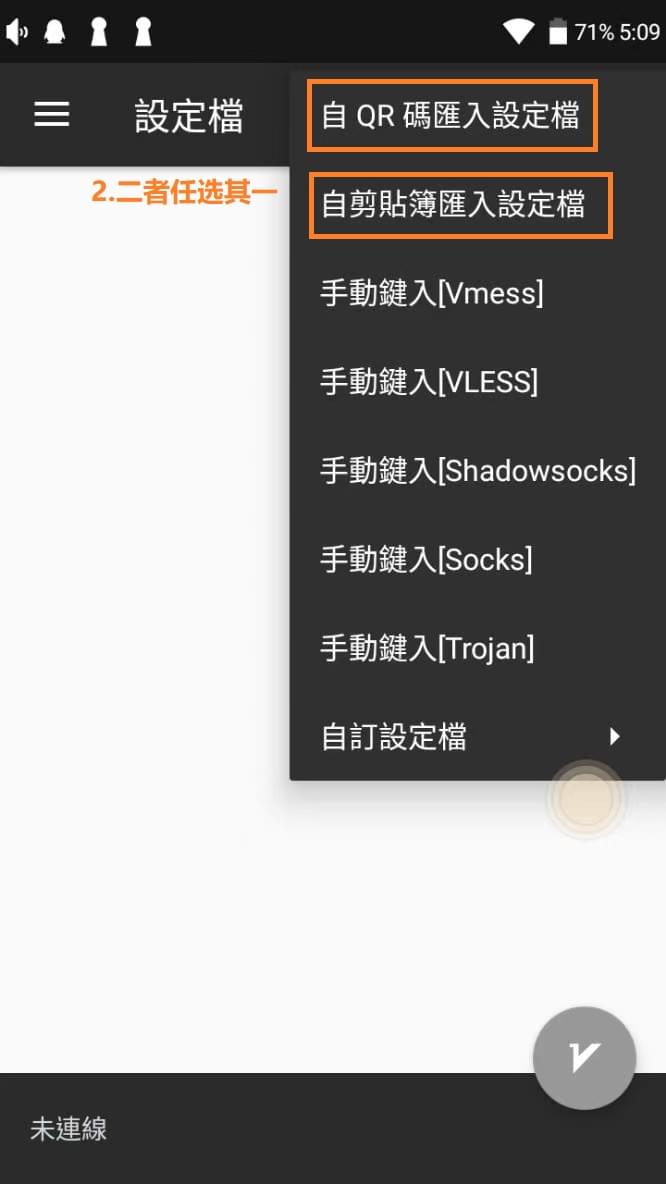 71% 5:09
設定檔
自 QR 碼匯入設定檔
2.二者任选其一
自剪貼簿匯入設定檔
手動鍵入[Vmess]
手動鍵入[VLESS]
手動鍵入[Shadowsocks]
手動鍵入[Socks]
手動鍵入[Trojan]
自訂設定檔
未連線